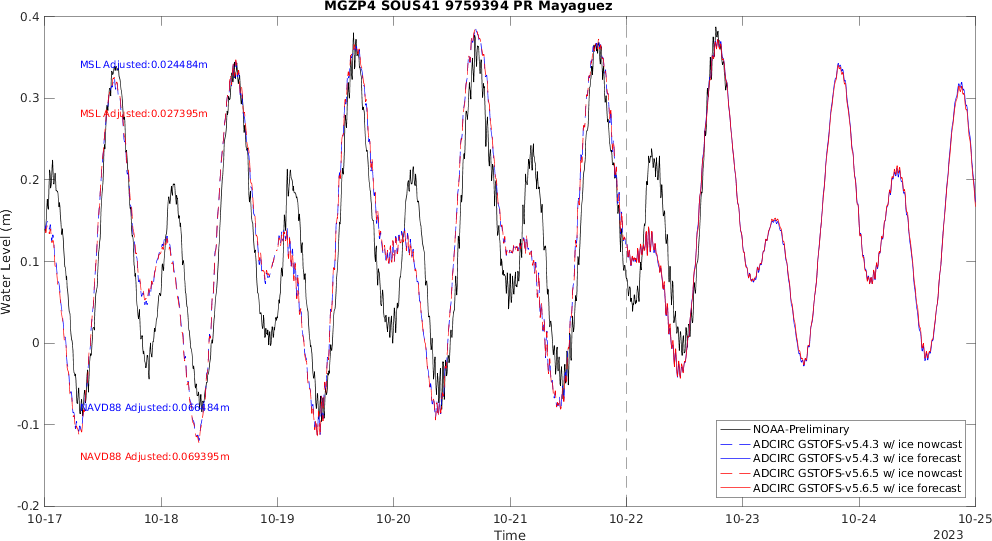 MGZP4 SOUS41 9759394 PR Mayaguez
0.4
0.3
0.2
0.1
0
-0.1
-0.2
Water Level (m)
MSL Adjusted:0.024484m
MSL Adjusted:0.027395m
NAVD88 Adjusted:0.066484m
NAVD88 Adjusted:0.069395m
NOAA-Preliminary
ADCIRC GSTOFS-v5.4.3 w/ ice nowcast
ADCIRC GSTOFS-v5.4.3 w/ ice forecast
ADCIRC GSTOFS-v5.6.5 w/ ice nowcast
ADCIRC GSTOFS-v5.6.5 w/ ice forecast
10-17 10-18 10-19 10-20 10-21 10-22 10-23 10-24 10-25
Time
2023